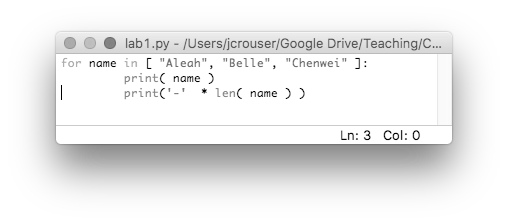 lab1.py - /Users/jcrouser/Google Drive/Teaching/C...
for name in [ "Aleah", "Belle", "Chenwei" ]:
        print( name )
        print('-'  * len( name ) )
Ln: 3  Col: 0